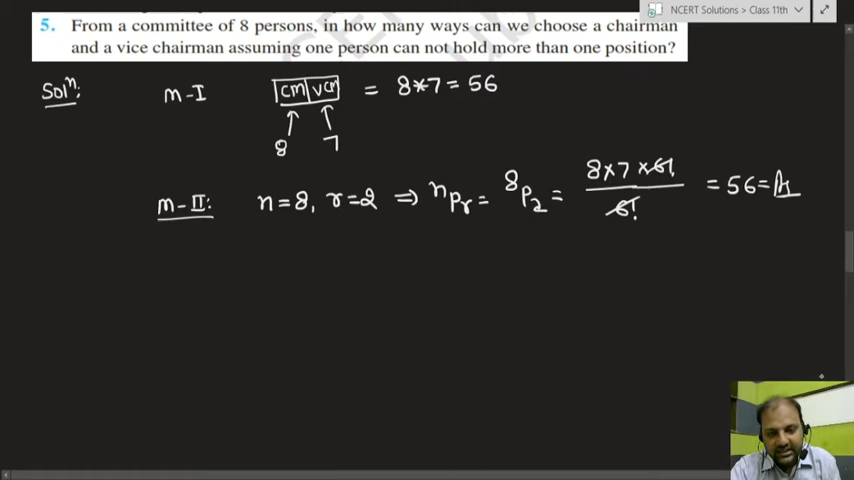 NCERT Solutions > Class 11th
5. From a committee of 8 persons, in how many ways can we choose a chairman
and a vice chairman assuming one person can not hold more than one position?
Solⁿ: m-I cm vcm = 8*7=56
8 7
m-II: n=8, r=2 ⇒ ⁿPr = ⁸P₂ = 8×7×6! / 6! = 56=